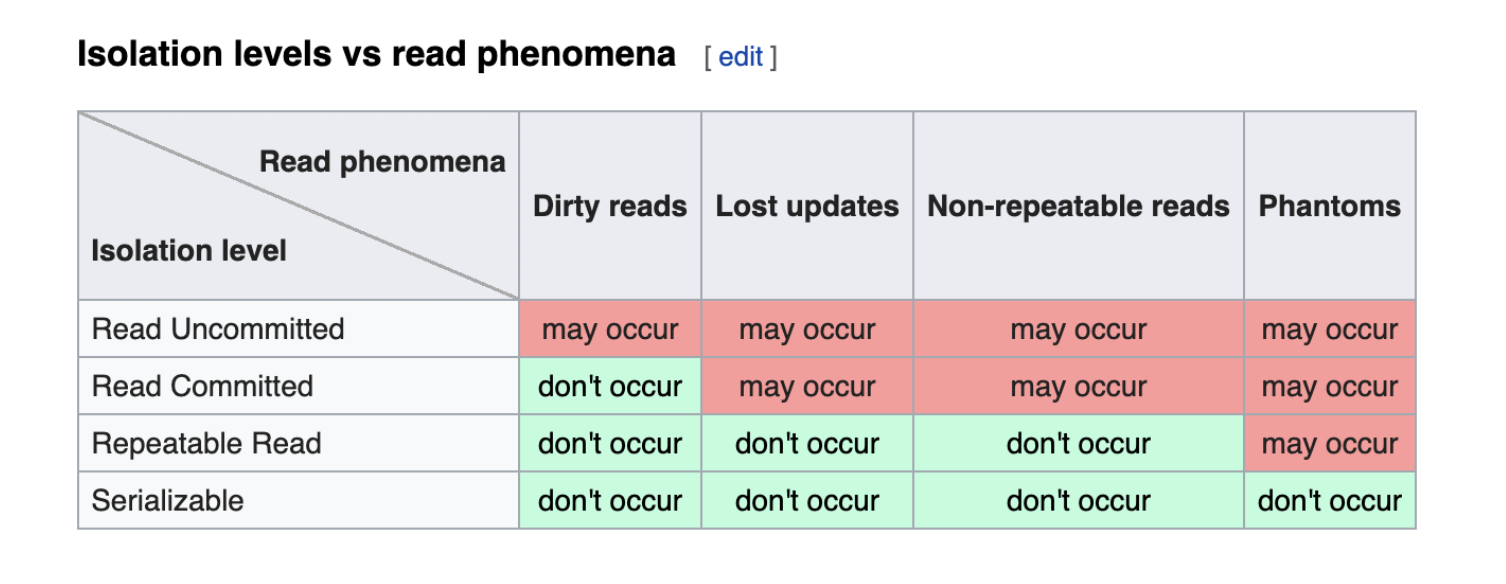 Isolation levels vs read phenomena [ edit ]
Read phenomena
Isolation level
Dirty reads Lost updates Non-repeatable reads Phantoms
Read Uncommitted may occur may occur may occur may occur
Read Committed don't occur may occur may occur may occur
Repeatable Read don't occur don't occur don't occur may occur
Serializable don't occur don't occur don't occur don't occur